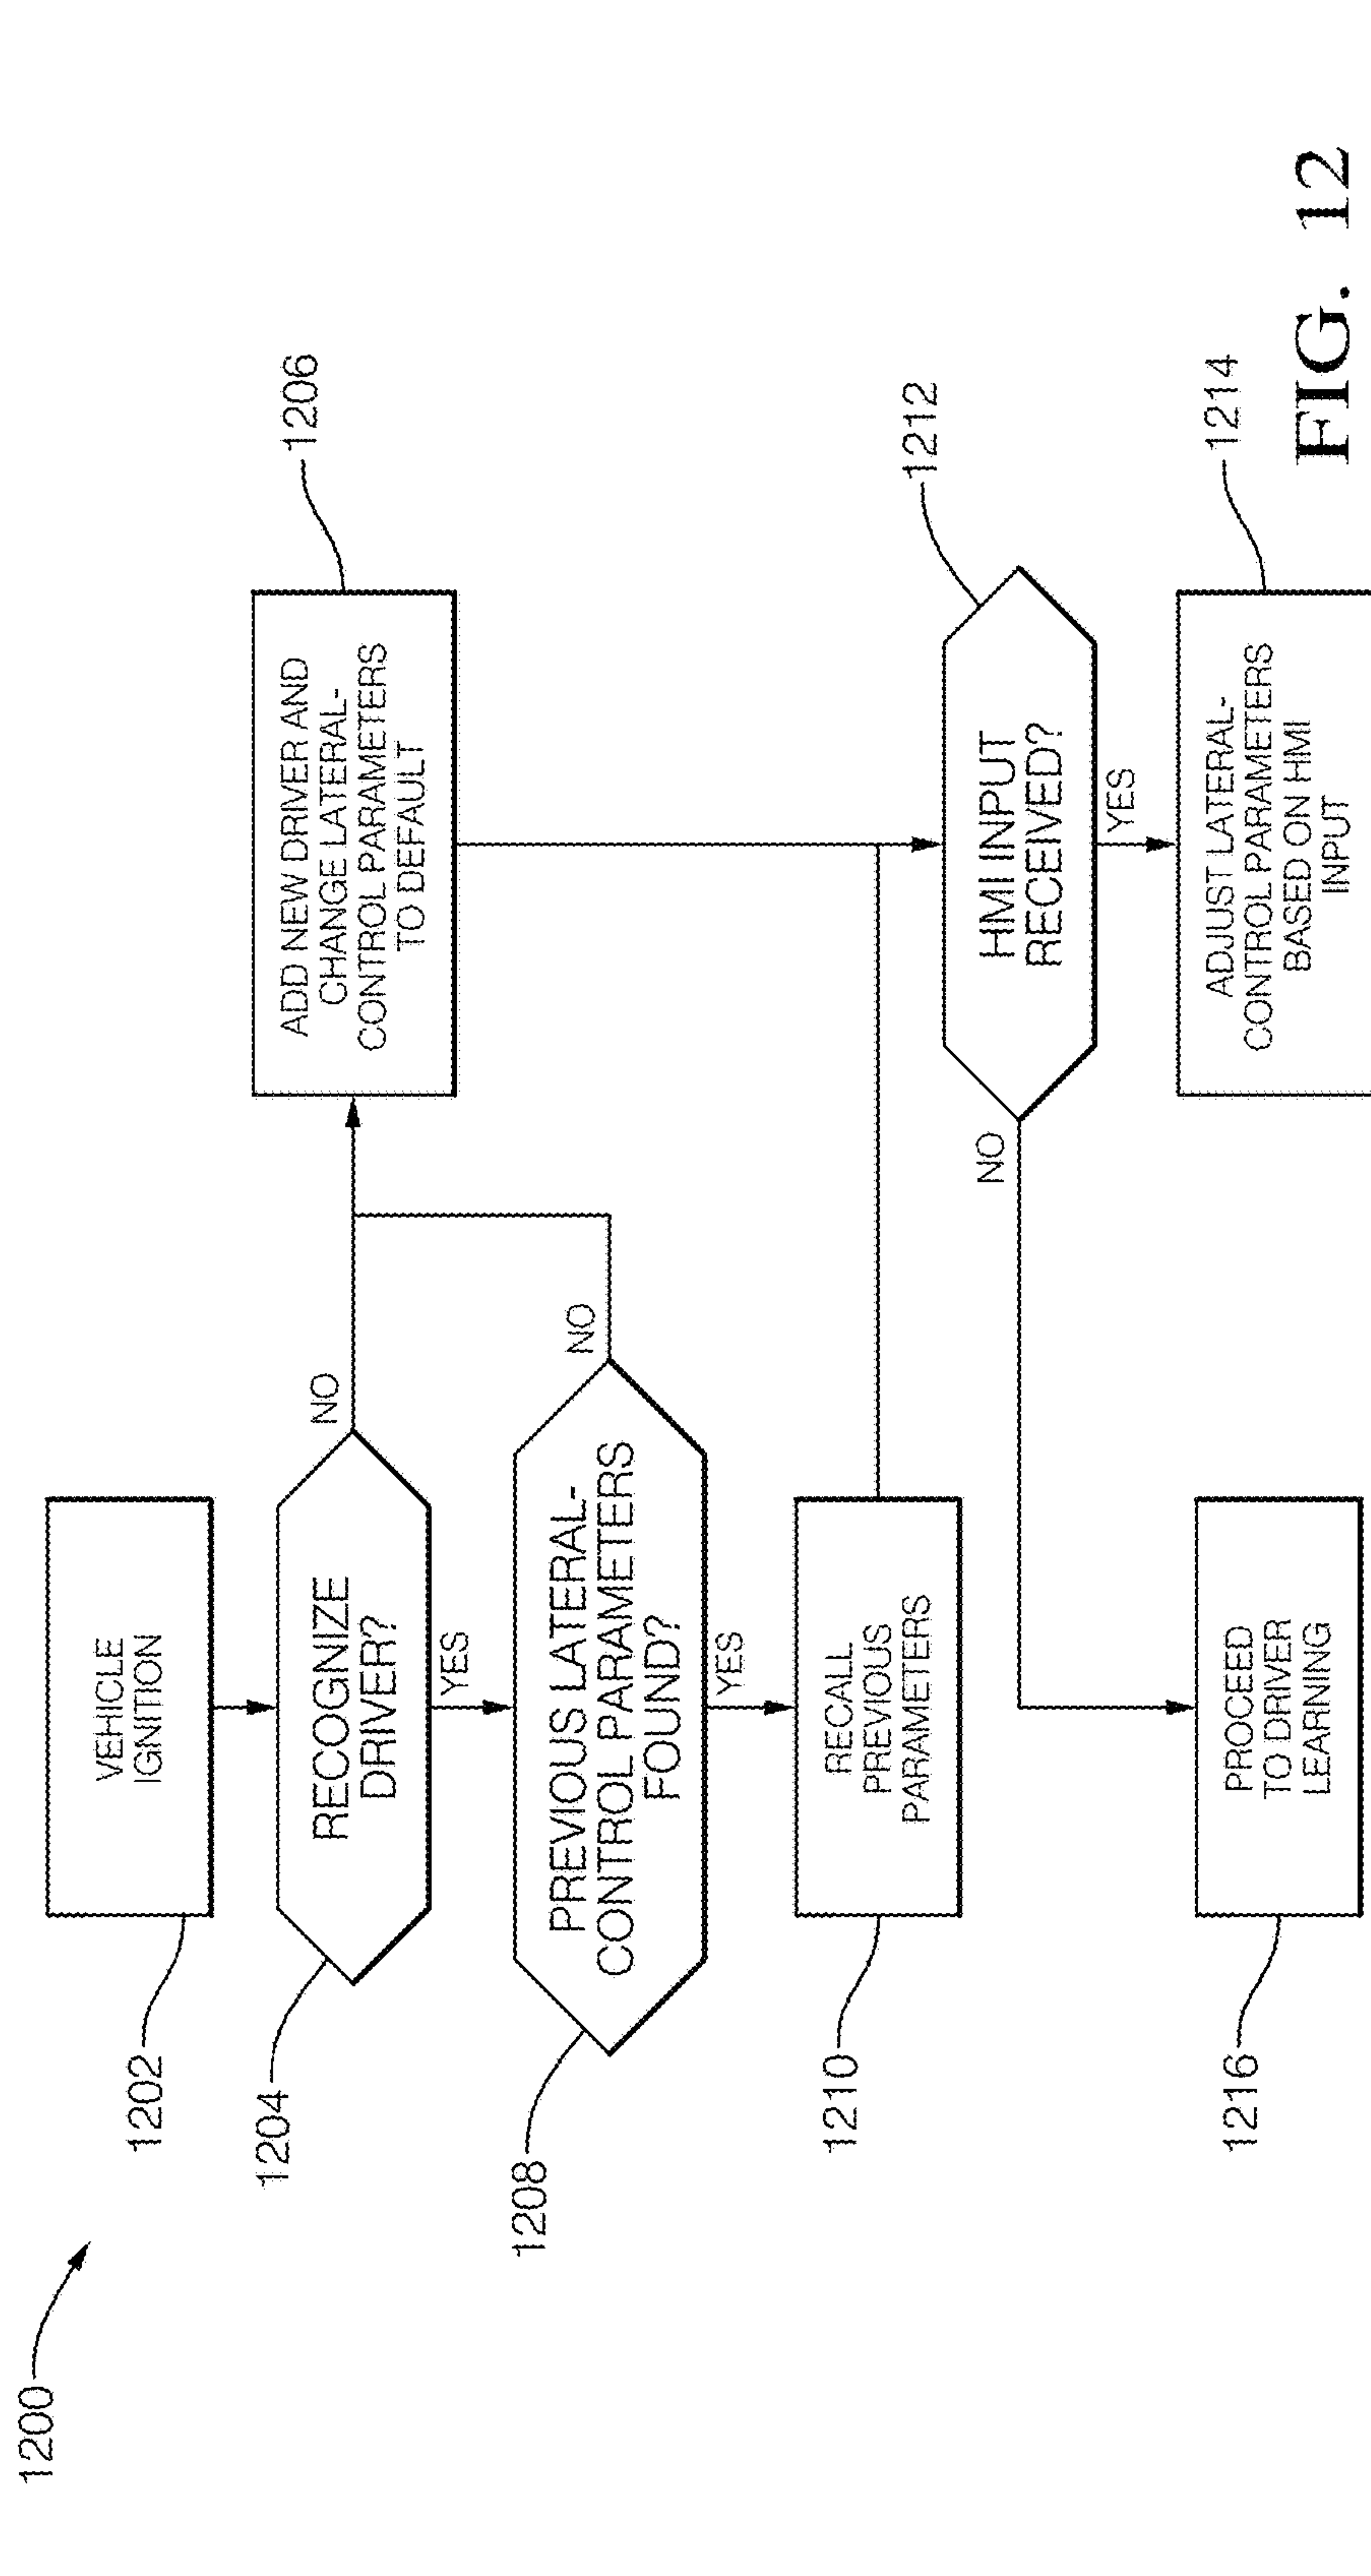 1200
1202
VEHICLE
IGNITION
1204
RECOGNIZE
DRIVER?
NO
YES
1206
ADD NEW DRIVER AND
CHANGE LATERAL-
CONTROL PARAMETERS
TO DEFAULT
1208
PREVIOUS LATERAL-
CONTROL PARAMETERS
FOUND?
NO
YES
1210
RECALL
PREVIOUS
PARAMETERS
1212
HMI INPUT
RECEIVED?
NO
YES
1214
ADJUST LATERAL-
CONTROL PARAMETERS
BASED ON HMI
INPUT
1216
PROCEED
TO DRIVER
LEARNING
FIG. 12